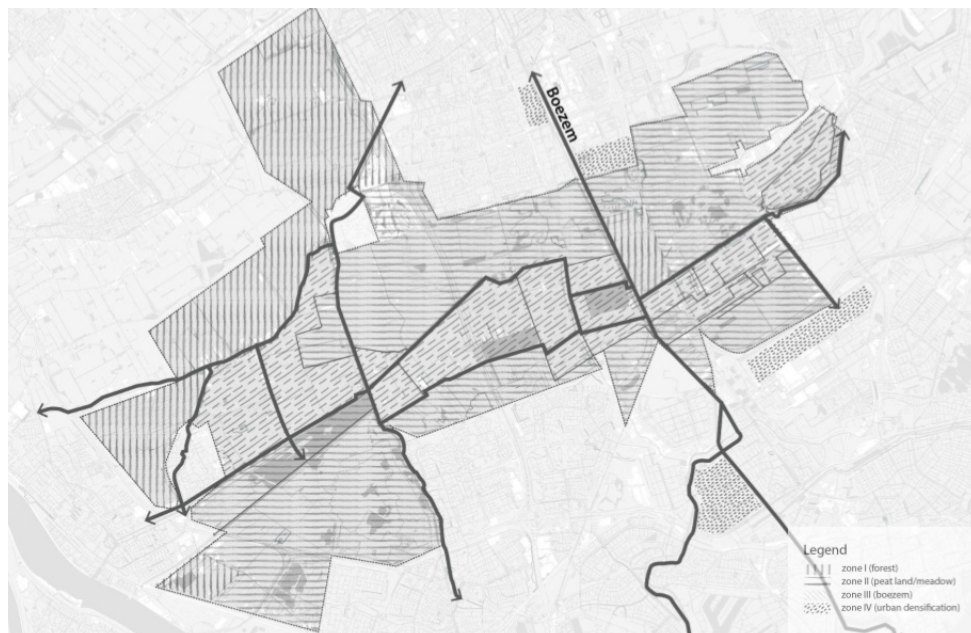 Boezem
Legend
zone I (forest)
zone II (peat land/meadow)
zone III (boezem)
zone IV (urban densification)